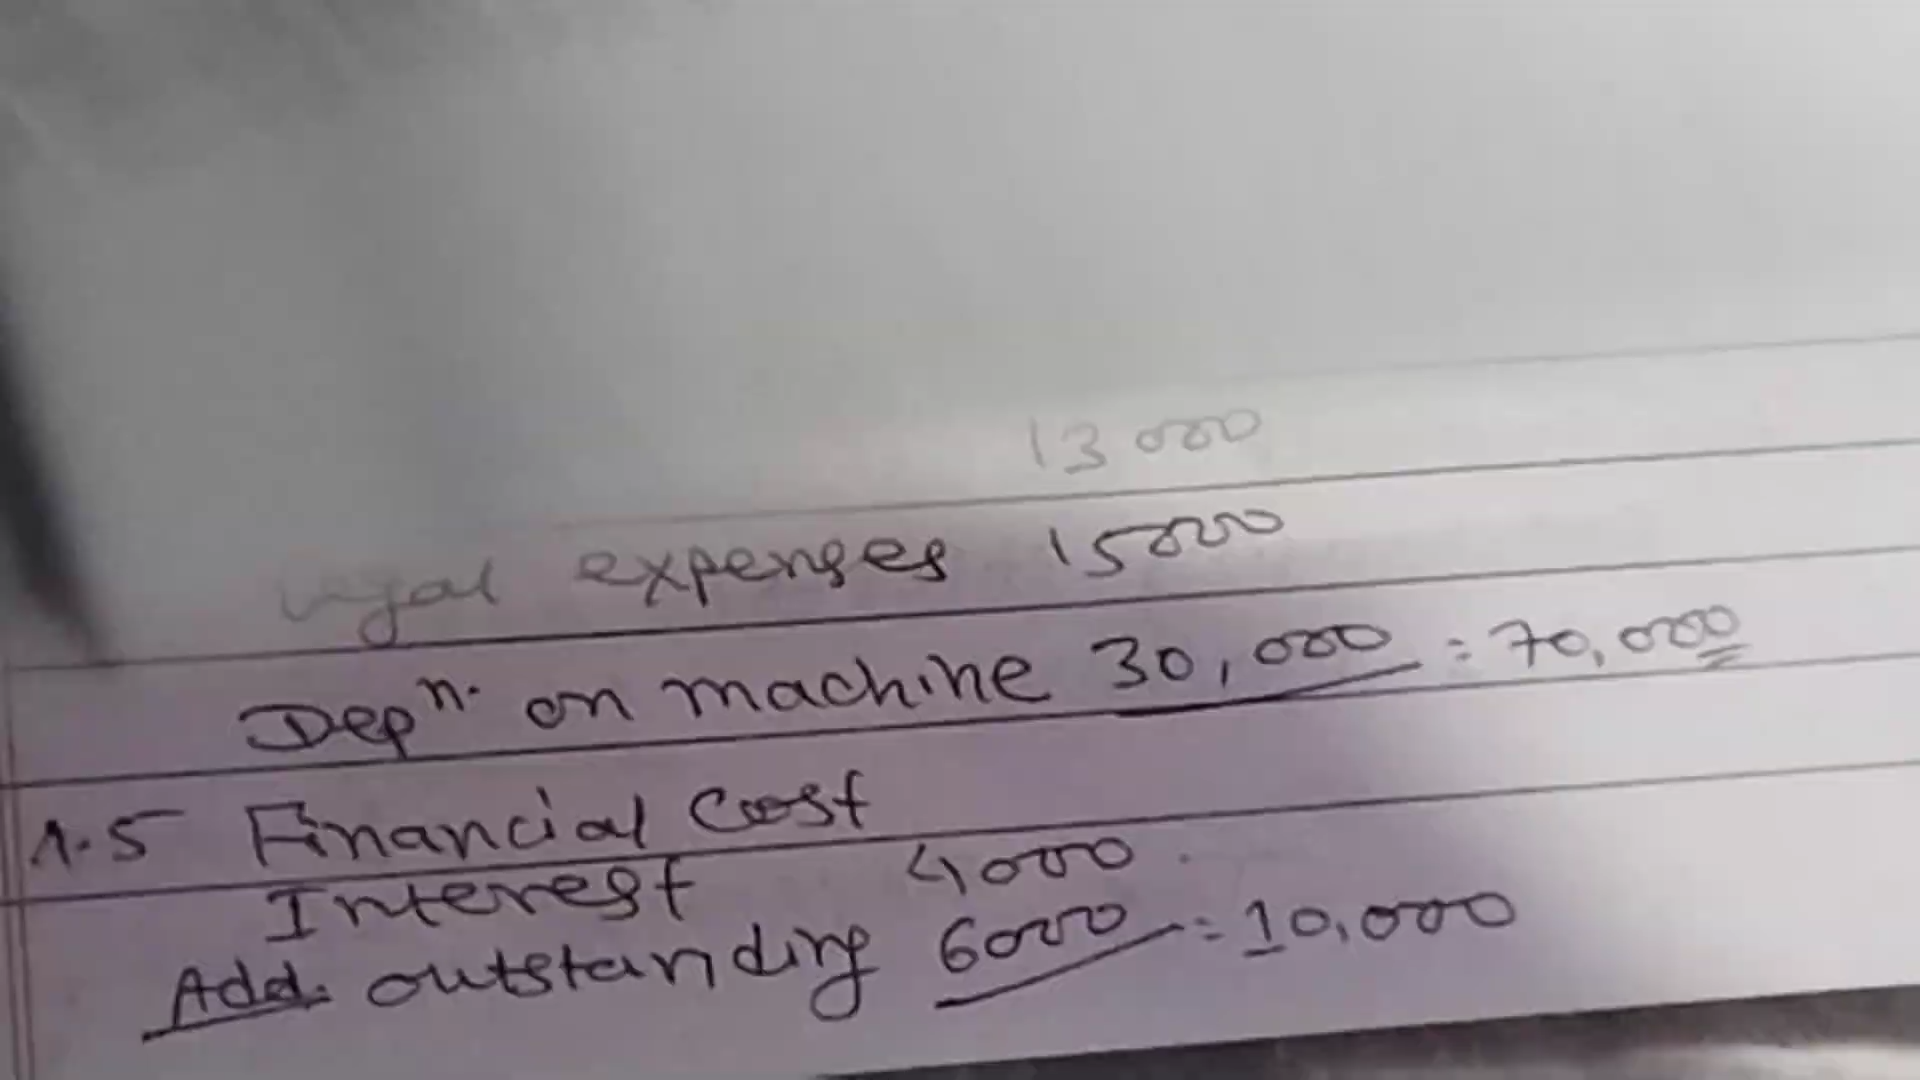 13000
legal expenses 15000
Depⁿ. on machine 30,000 = 70,000
1.5 Financial Cost
Interest 4000
Add. outstanding 6000 = 10,000